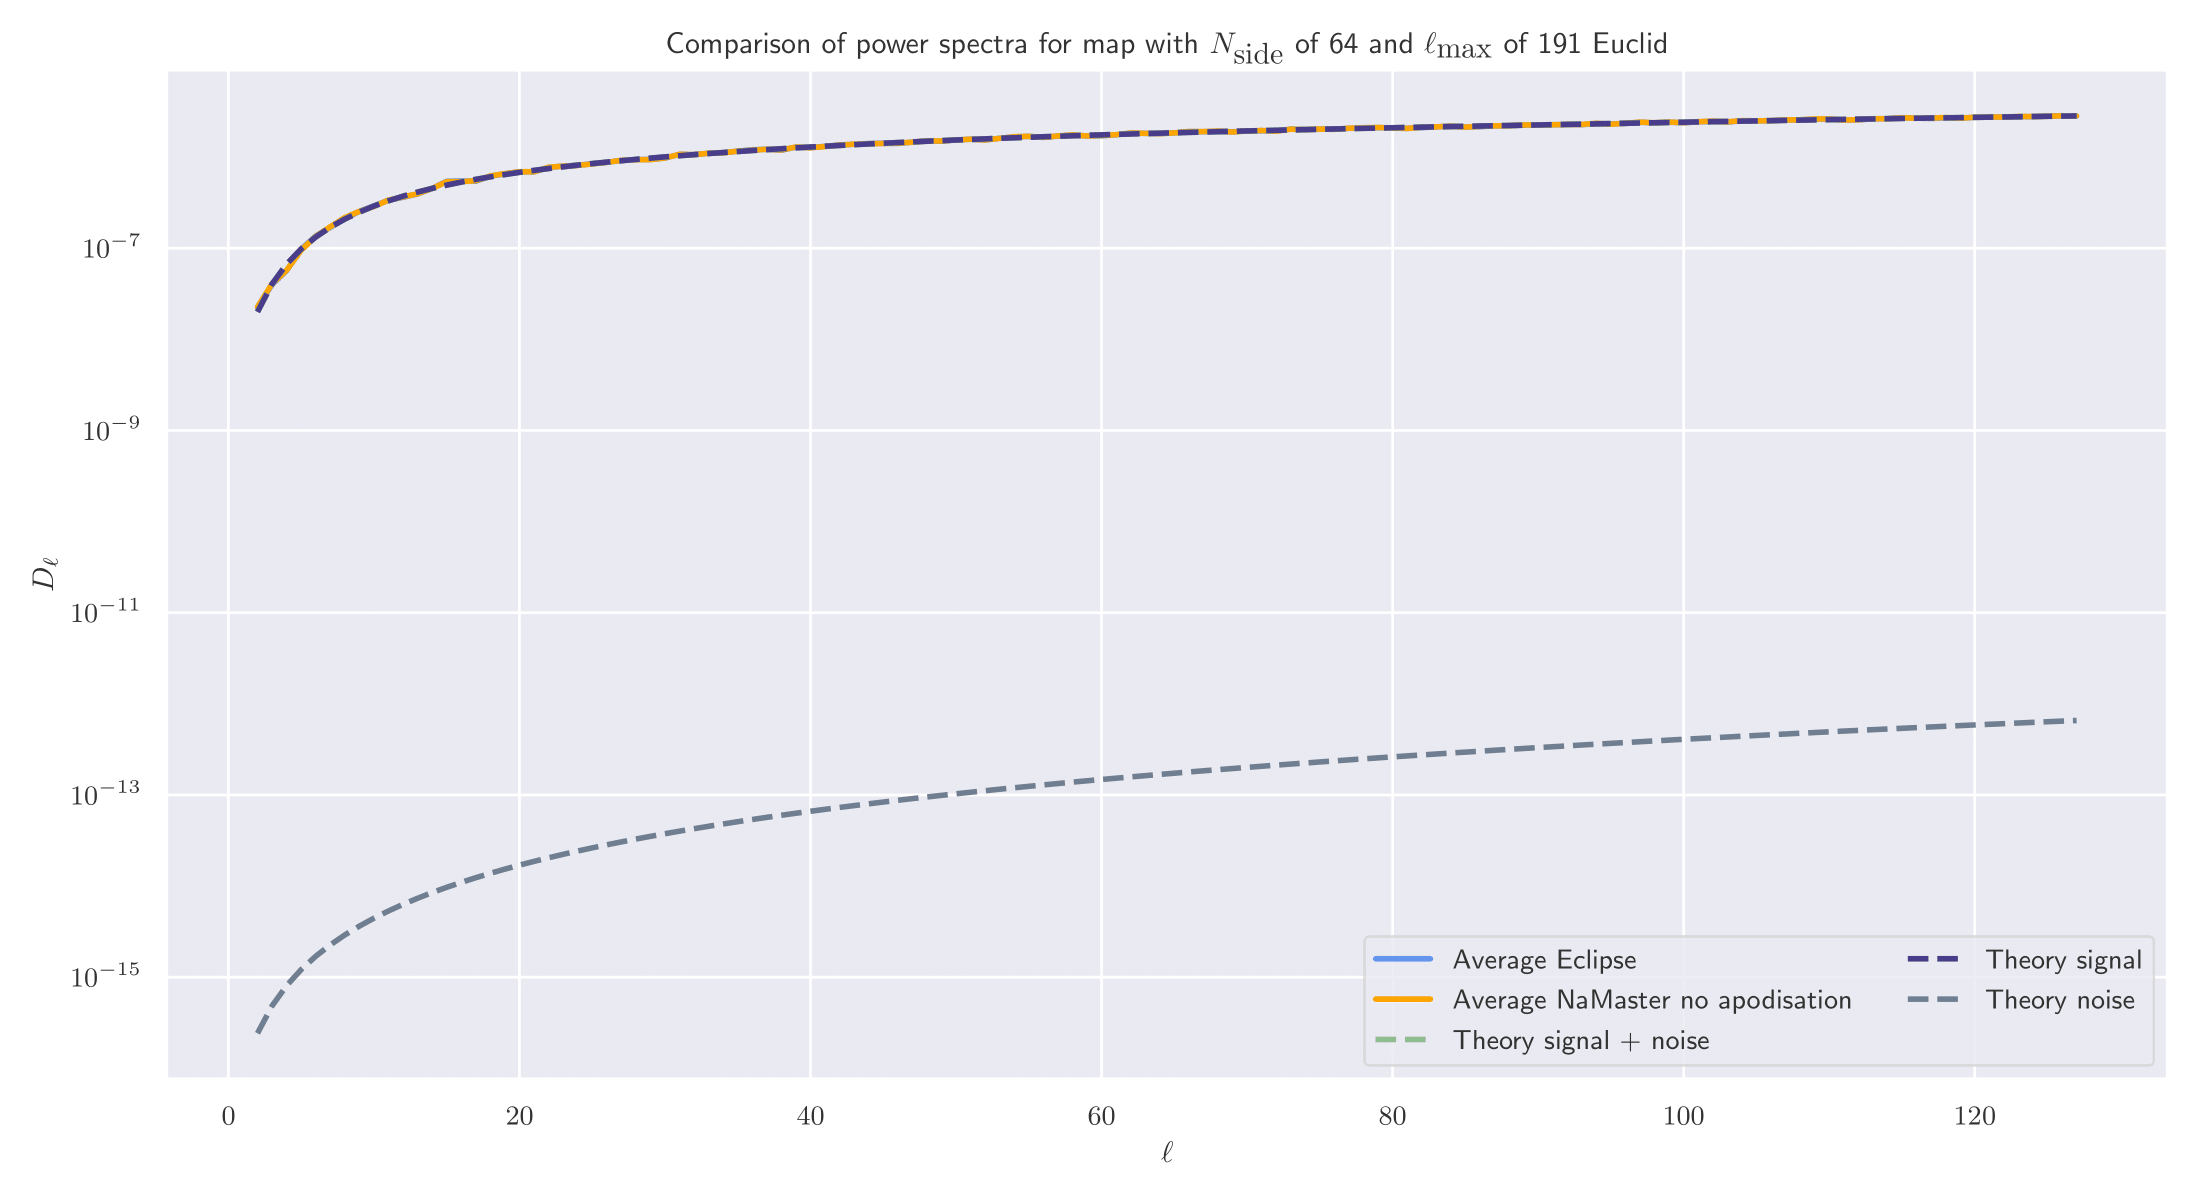 Comparison of power spectra for map with N_side of 64 and ℓ_max of 191 Euclid
D_ℓ
10^−7
10^−9
10^−11
10^−13
10^−15
Average Eclipse
Average NaMaster no apodisation
Theory signal + noise
Theory signal
Theory noise
0 20 40 60 80 100 120
ℓ